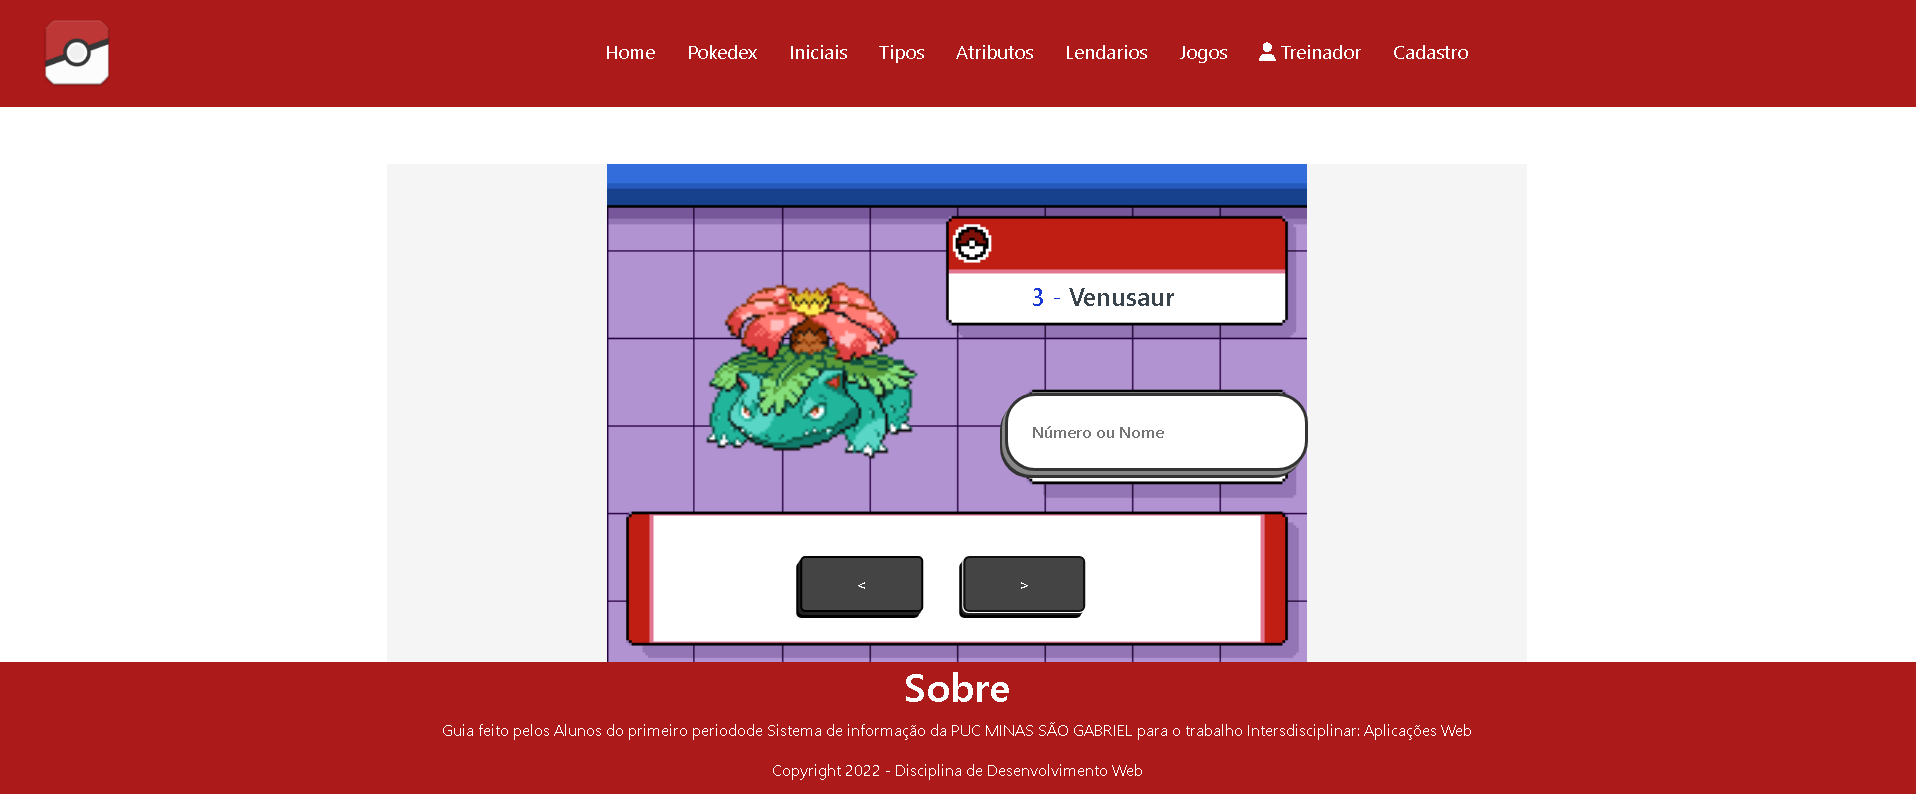 Home Pokedex Iniciais Tipos Atributos Lendarios Jogos Treinador Cadastro
3 - Venusaur
Número ou Nome
< >
Sobre
Guia feito pelos Alunos do primeiro periodode Sistema de informação da PUC MINAS SÃO GABRIEL para o trabalho Intersdisciplinar: Aplicações Web
Copyright 2022 - Disciplina de Desenvolvimento Web